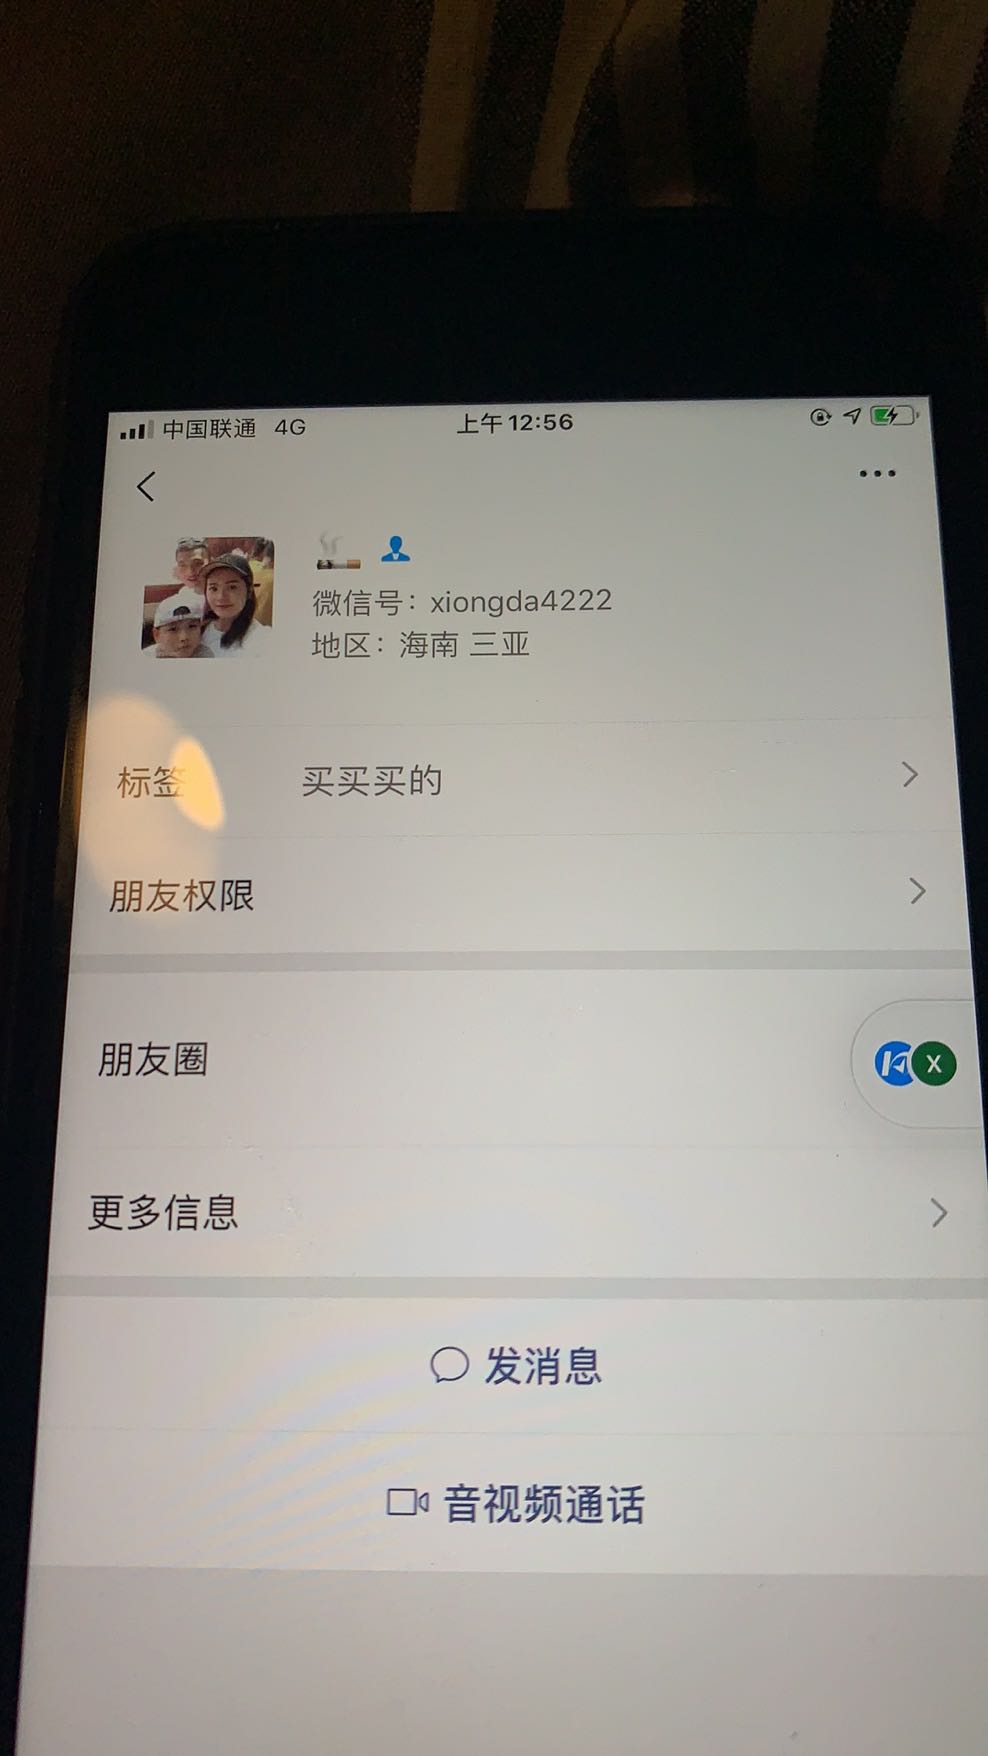 中国联通 4G 上午12:56
微信号：xiongda4222
地区：海南 三亚
标签 买买买的
朋友权限
朋友圈
X
更多信息
发消息
音视频通话